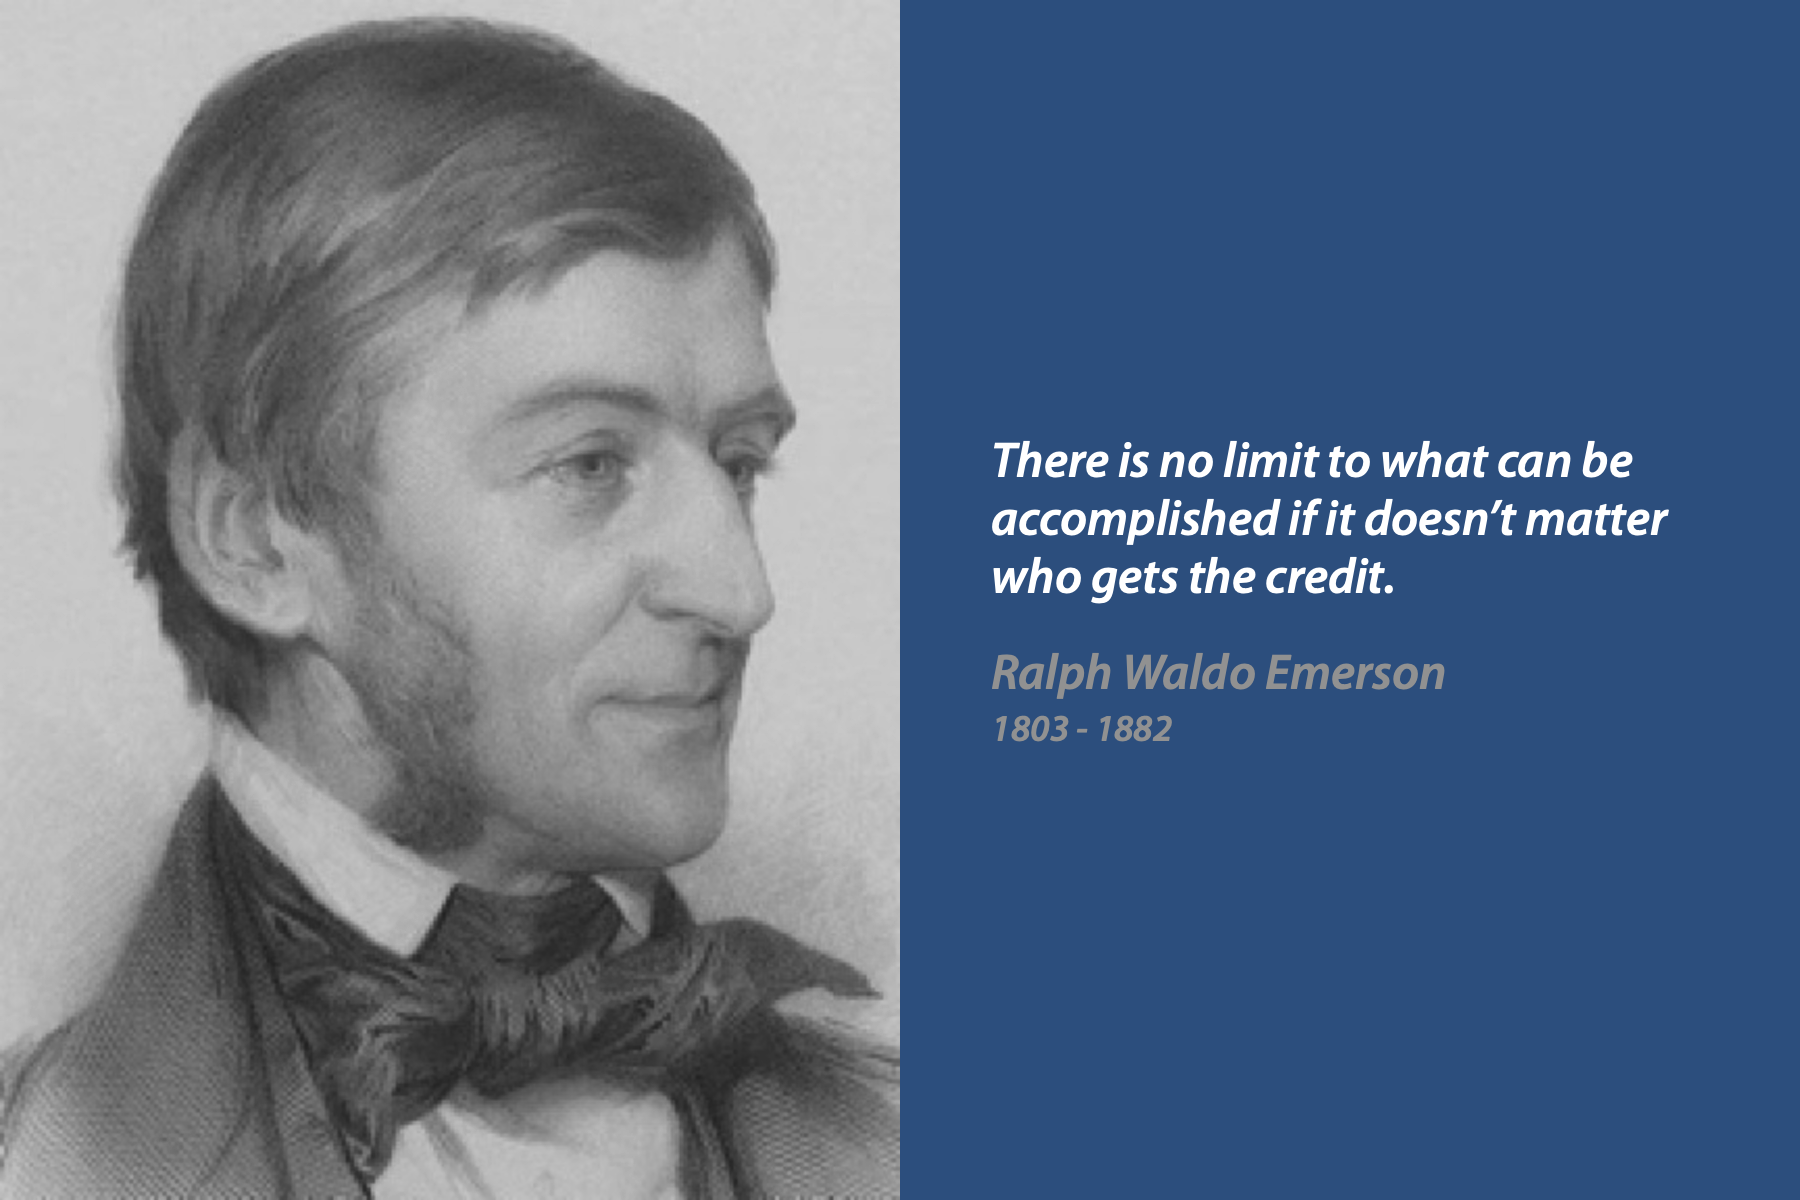 There is no limit to what can be
accomplished if it doesn’t matter
who gets the credit.
Ralph Waldo Emerson
1803 - 1882